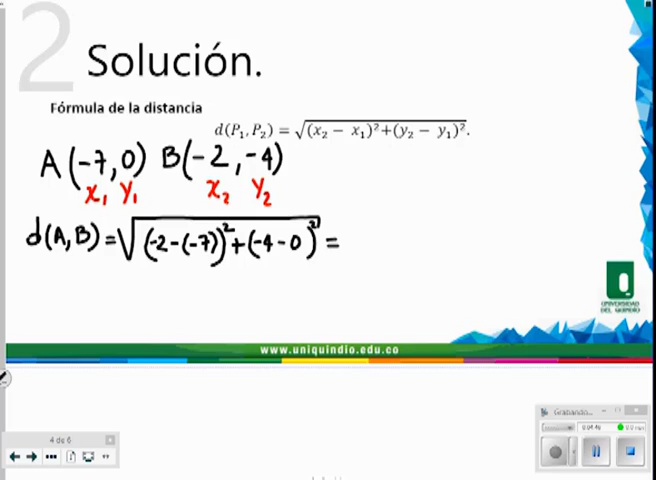 2
Solución.
Fórmula de la distancia
d(P₁, P₂) = √(x₂ − x₁)²+(y₂ − y₁)².
A(-7,0) B(-2,-4)
x₁ y₁ x₂ y₂
d(A,B)=√(-2-(-7))²+(-4-0)² =
UNIVERSIDAD
DEL QUINDÍO
www.uniquindio.edu.co
Grabando...
4 de 6